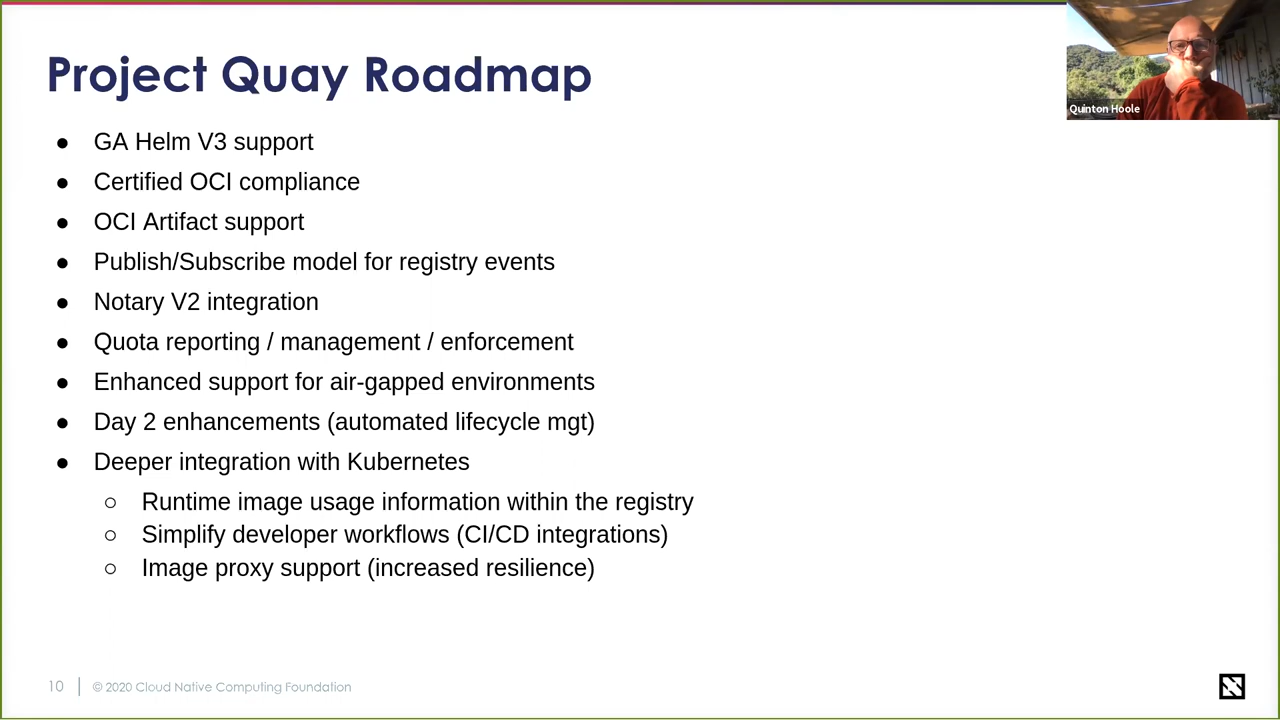 Project Quay Roadmap
Quinton Hoole
● GA Helm V3 support
● Certified OCI compliance
● OCI Artifact support
● Publish/Subscribe model for registry events
● Notary V2 integration
● Quota reporting / management / enforcement
● Enhanced support for air-gapped environments
● Day 2 enhancements (automated lifecycle mgt)
● Deeper integration with Kubernetes
○ Runtime image usage information within the registry
○ Simplify developer workflows (CI/CD integrations)
○ Image proxy support (increased resilience)
10 | © 2020 Cloud Native Computing Foundation